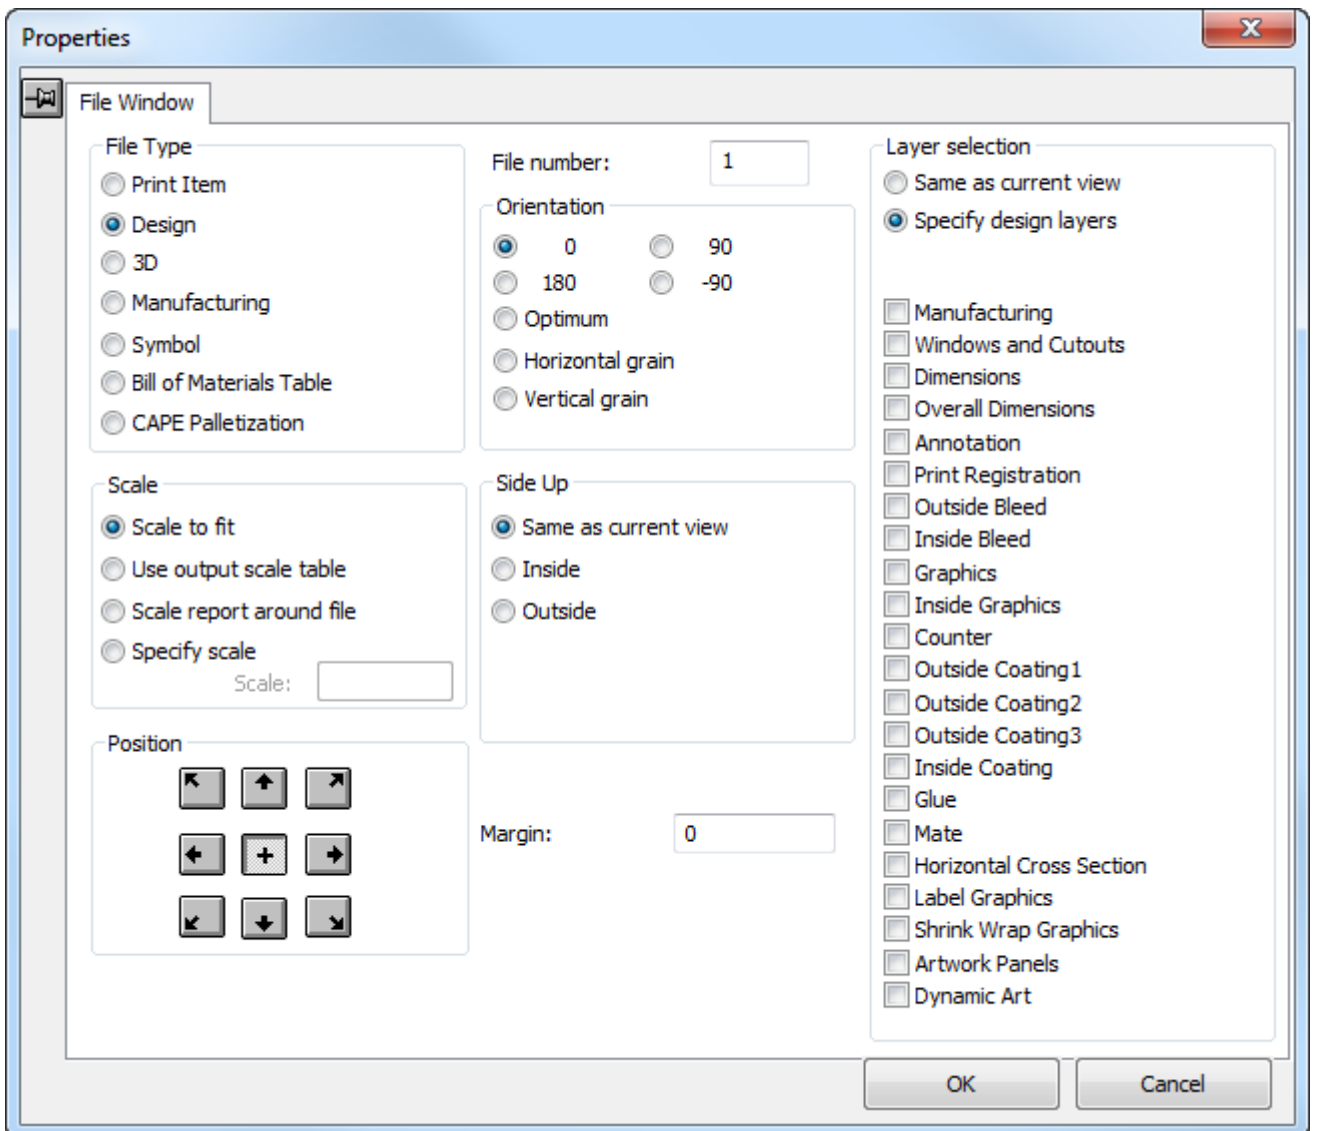 Properties
File Window
File Type
Print Item
Design
3D
Manufacturing
Symbol
Bill of Materials Table
CAPE Palletization
File number: 1
Orientation
0 90
180 -90
Optimum
Horizontal grain
Vertical grain
Scale
Scale to fit
Use output scale table
Scale report around file
Specify scale
Scale:
Side Up
Same as current view
Inside
Outside
Position
Margin: 0
Layer selection
Same as current view
Specify design layers
Manufacturing
Windows and Cutouts
Dimensions
Overall Dimensions
Annotation
Print Registration
Outside Bleed
Inside Bleed
Graphics
Inside Graphics
Counter
Outside Coating1
Outside Coating2
Outside Coating3
Inside Coating
Glue
Mate
Horizontal Cross Section
Label Graphics
Shrink Wrap Graphics
Artwork Panels
Dynamic Art
OK
Cancel